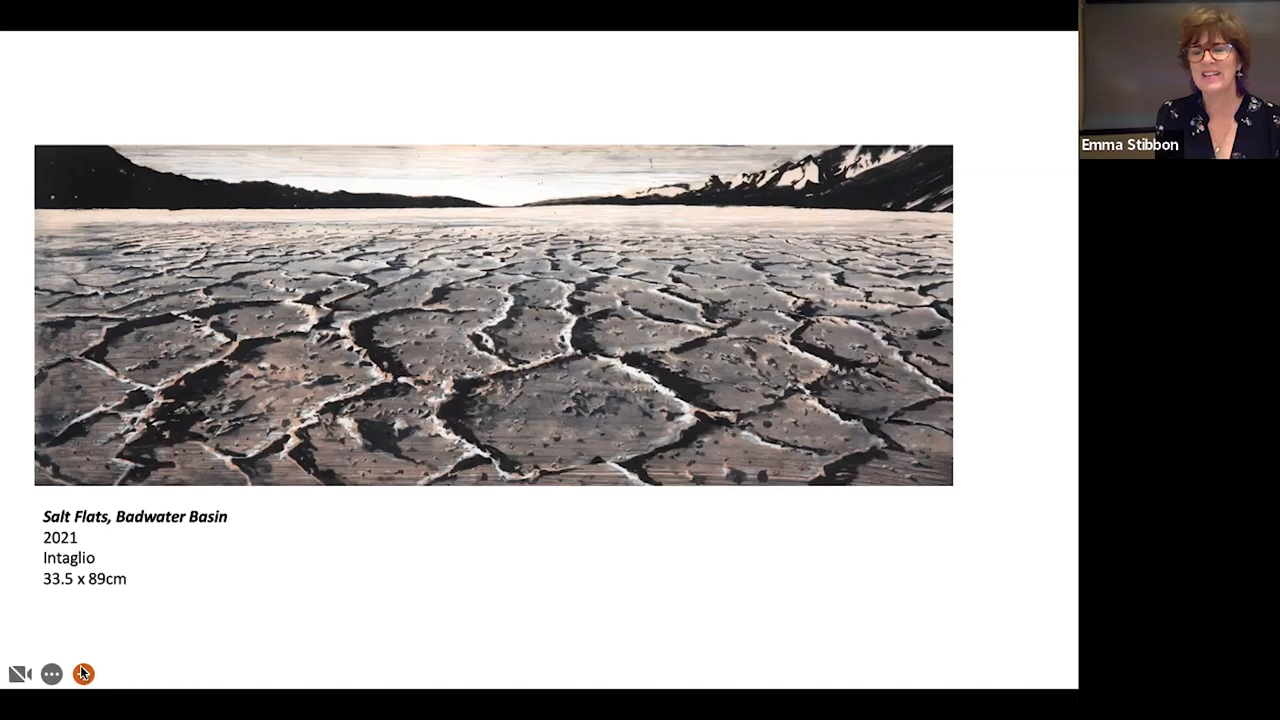 Emma Stibbon
Salt Flats, Badwater Basin
2021
Intaglio
33.5 x 89cm